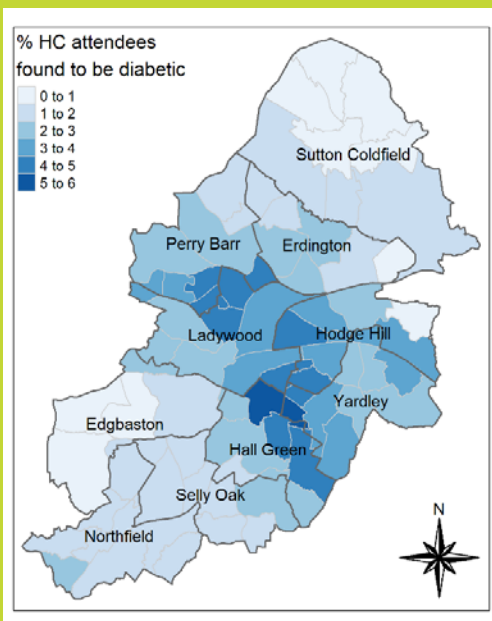 % HC attendees
found to be diabetic
0 to 1
1 to 2
2 to 3
3 to 4
4 to 5
5 to 6
Sutton Coldfield
Perry Barr
Erdington
Ladywood
Hodge Hill
Yardley
Edgbaston
Hall Green
Selly Oak
Northfield
N